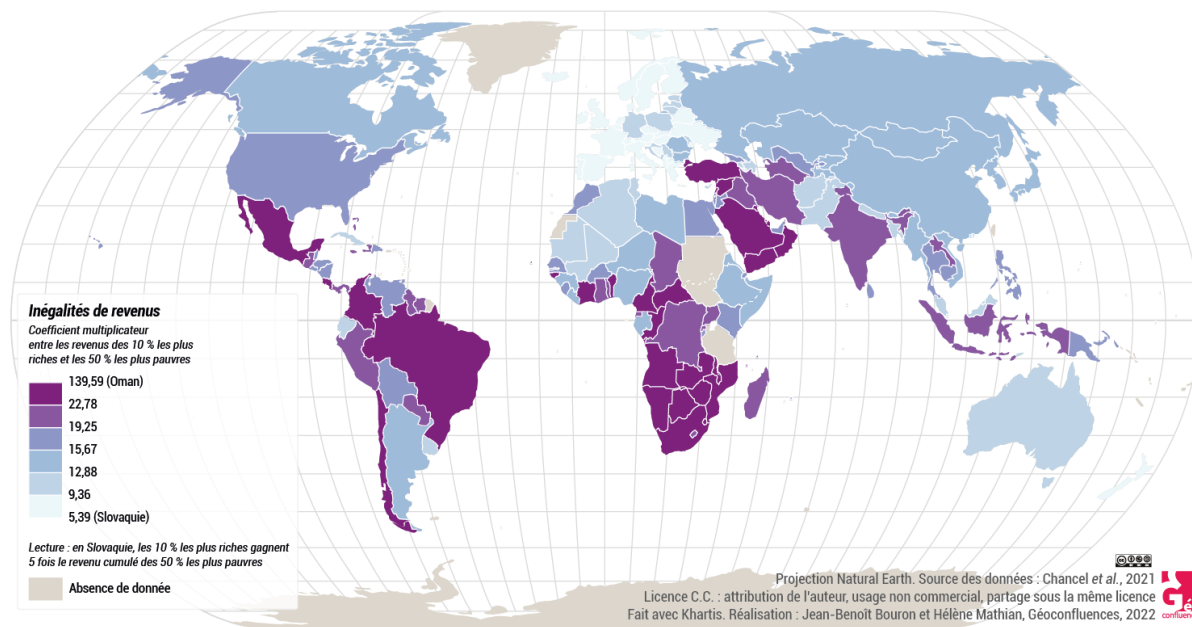 Inégalités de revenus
Coefficient multiplicateur
entre les revenus des 10 % les plus
riches et les 50 % les plus pauvres
139,59 (Oman)
22,78
19,25
15,67
12,88
9,36
5,39 (Slovaquie)
Lecture : en Slovaquie, les 10 % les plus riches gagnent
5 fois le revenu cumulé des 50 % les plus pauvres
Absence de donnée
Projection Natural Earth. Source des données : Chancel et al., 2021
Licence C.C. : attribution de l'auteur, usage non commercial, partage sous la même licence
Fait avec Khartis. Réalisation : Jean-Benoît Bouron et Hélène Mathian, Géoconfluences, 2022
Gé
confluenc